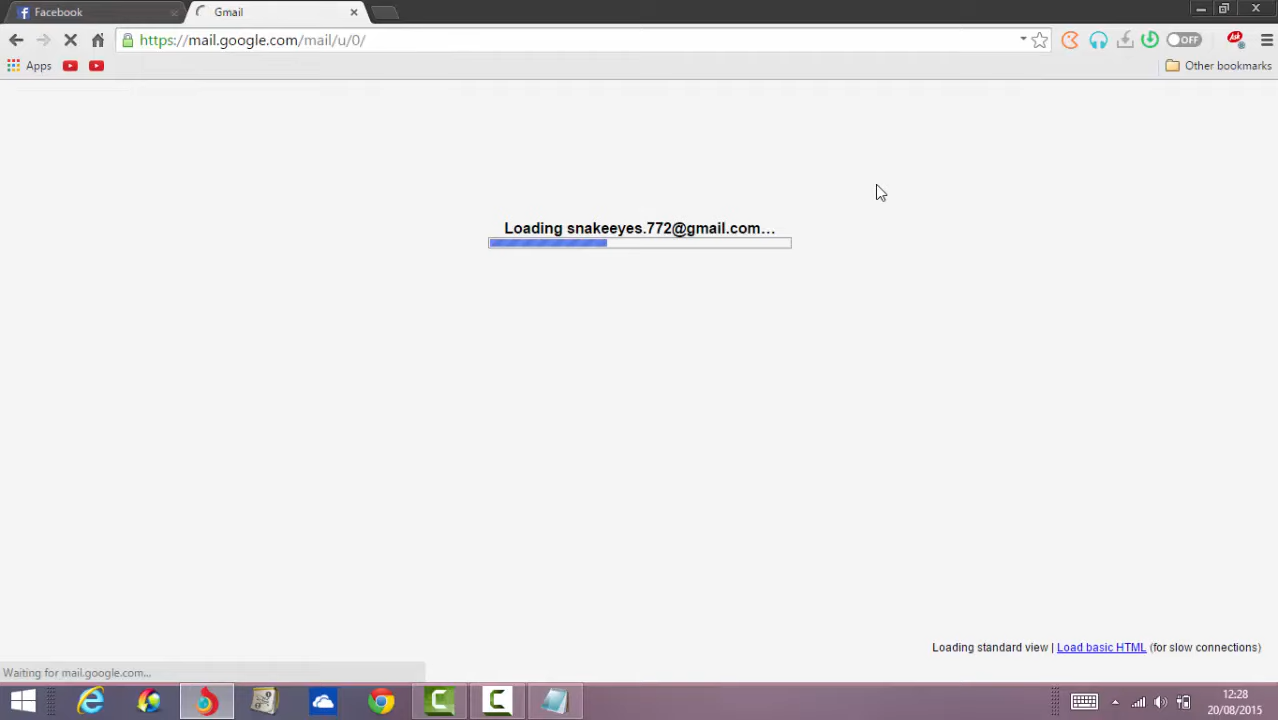 Facebook
Gmail
https://mail.google.com/mail/u/0/
OFF
Ask
Apps
Other bookmarks
Loading snakeeyes.772@gmail.com…
Loading standard view | Load basic HTML (for slow connections)
Waiting for mail.google.com...
12:28
20/08/2015